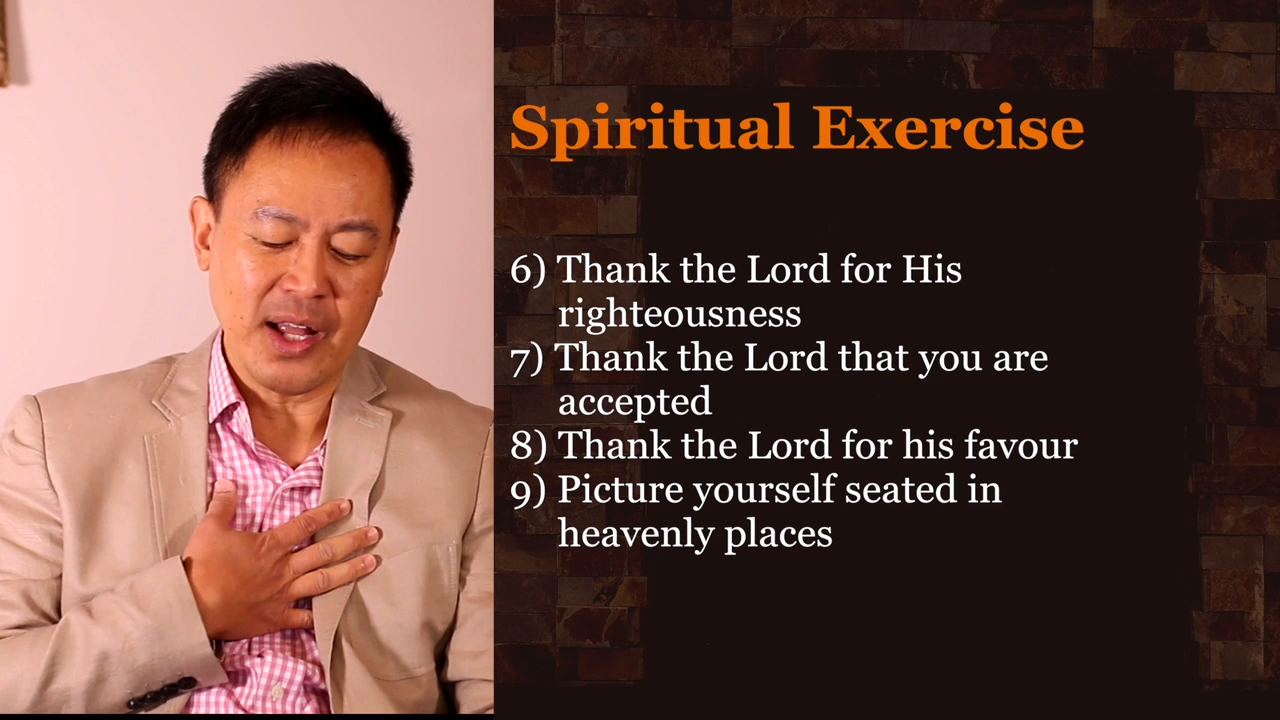 Spiritual Exercise
6) Thank the Lord for His
righteousness
7) Thank the Lord that you are
accepted
8) Thank the Lord for his favour
9) Picture yourself seated in
heavenly places